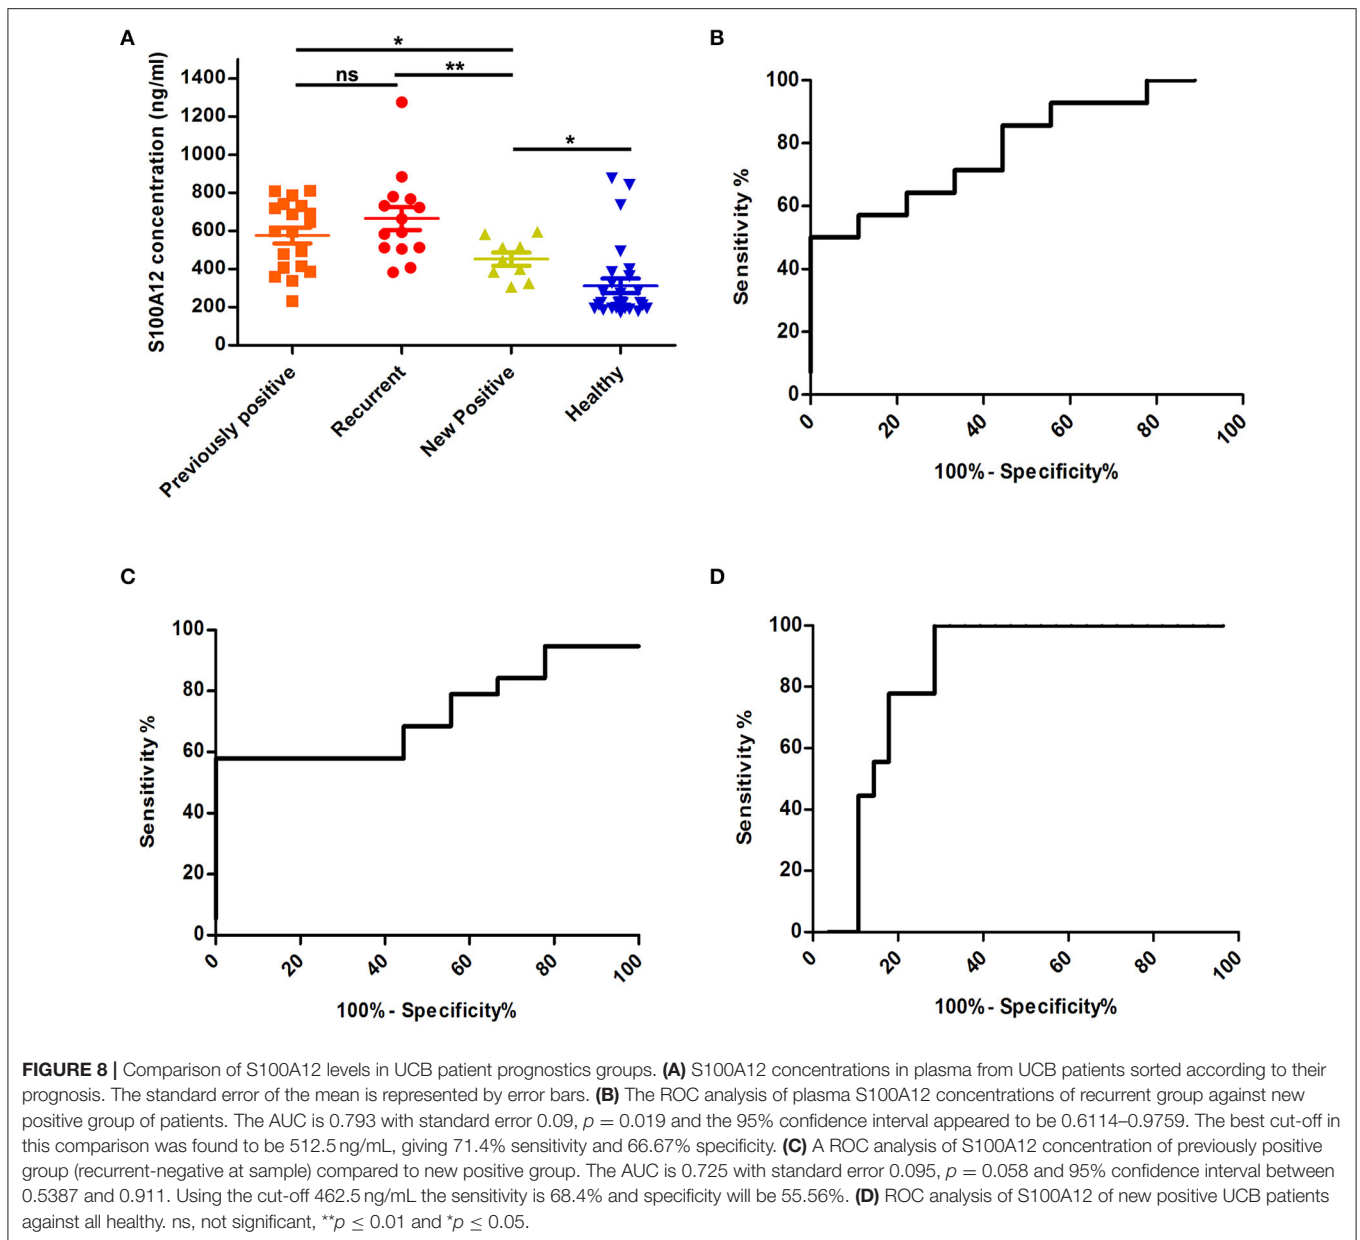 A
S100A12 concentration (ng/ml)
1400
1200
1000
800
600
400
200
0
*
ns
**
*
Previously positive
Recurrent
New Positive
Healthy
B
Sensitivity %
100
80
60
40
20
0
0
20
40
60
80
100
100% - Specificity%
C
Sensitivity %
100
80
60
40
20
0
0
20
40
60
80
100
100% - Specificity%
D
Sensitivity %
100
80
60
40
20
0
0
20
40
60
80
100
100% - Specificity%
FIGURE 8 | Comparison of S100A12 levels in UCB patient prognostics groups. (A) S100A12 concentrations in plasma from UCB patients sorted according to their
prognosis. The standard error of the mean is represented by error bars. (B) The ROC analysis of plasma S100A12 concentrations of recurrent group against new
positive group of patients. The AUC is 0.793 with standard error 0.09, p = 0.019 and the 95% confidence interval appeared to be 0.6114–0.9759. The best cut-off in
this comparison was found to be 512.5 ng/mL, giving 71.4% sensitivity and 66.67% specificity. (C) A ROC analysis of S100A12 concentration of previously positive
group (recurrent-negative at sample) compared to new positive group. The AUC is 0.725 with standard error 0.095, p = 0.058 and 95% confidence interval between
0.5387 and 0.911. Using the cut-off 462.5 ng/mL the sensitivity is 68.4% and specificity will be 55.56%. (D) ROC analysis of S100A12 of new positive UCB patients
against all healthy. ns, not significant, **p ≤ 0.01 and *p ≤ 0.05.